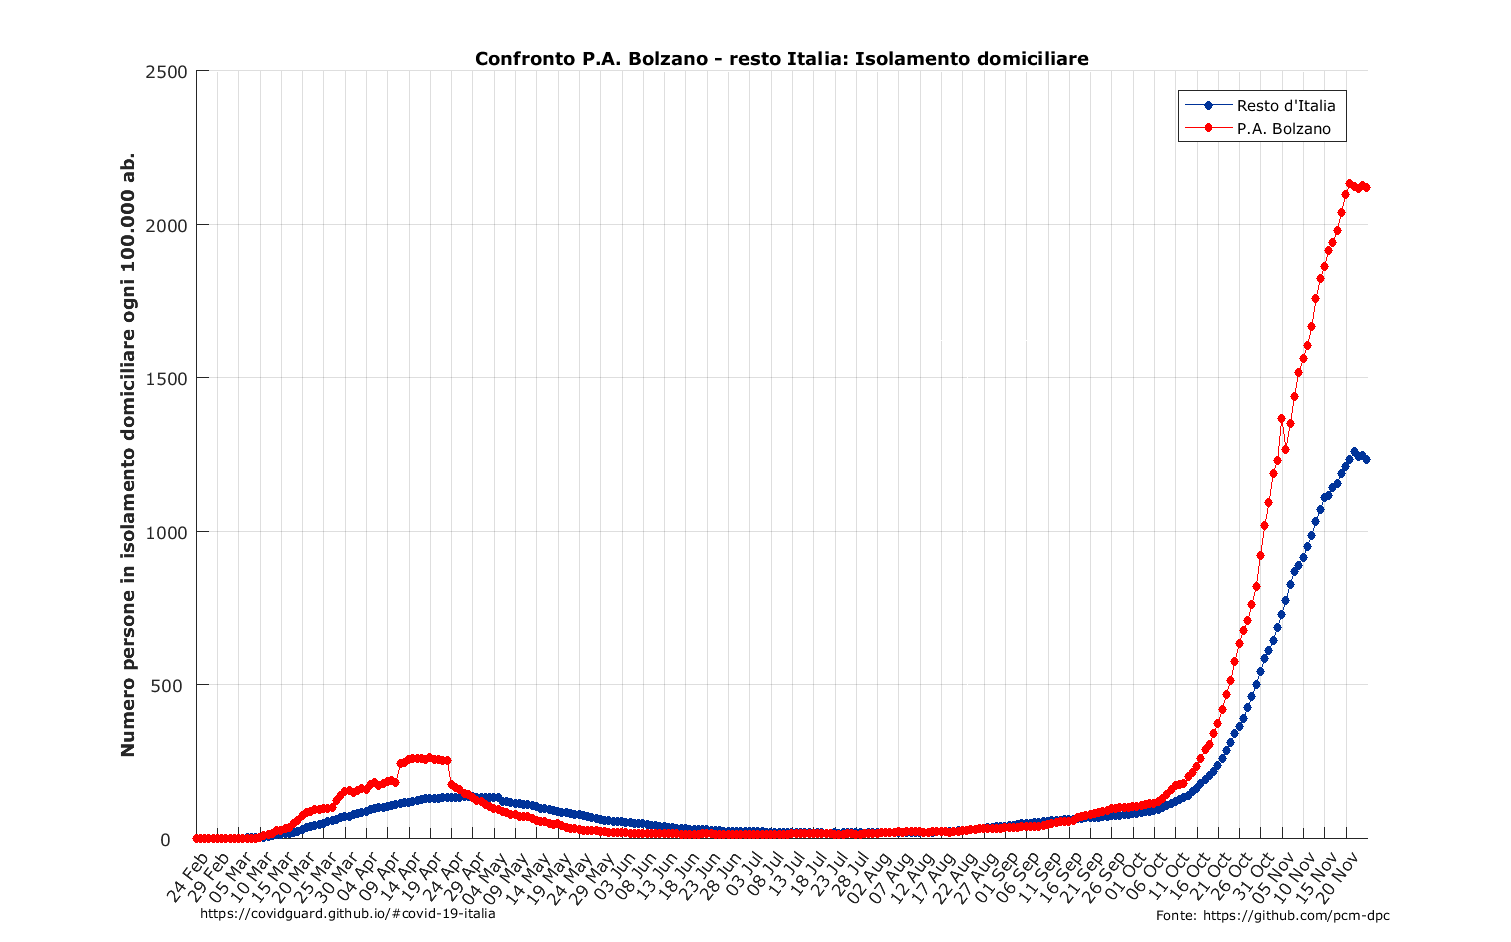 Confronto P.A. Bolzano - resto Italia: Isolamento domiciliare
Resto d'Italia
P.A. Bolzano
Numero persone in isolamento domiciliare ogni 100.000 ab.
2500
2000
1500
1000
500
0
24 Feb
29 Feb
05 Mar
10 Mar
15 Mar
20 Mar
25 Mar
30 Mar
04 Apr
09 Apr
14 Apr
19 Apr
24 Apr
29 Apr
04 May
09 May
14 May
19 May
24 May
29 May
03 Jun
08 Jun
13 Jun
18 Jun
23 Jun
28 Jun
03 Jul
08 Jul
13 Jul
18 Jul
23 Jul
28 Jul
02 Aug
07 Aug
12 Aug
17 Aug
22 Aug
27 Aug
01 Sep
06 Sep
11 Sep
16 Sep
21 Sep
26 Sep
01 Oct
06 Oct
11 Oct
16 Oct
21 Oct
26 Oct
31 Oct
05 Nov
10 Nov
15 Nov
20 Nov
https://covidguard.github.io/#covid-19-italia
Fonte: https://github.com/pcm-dpc